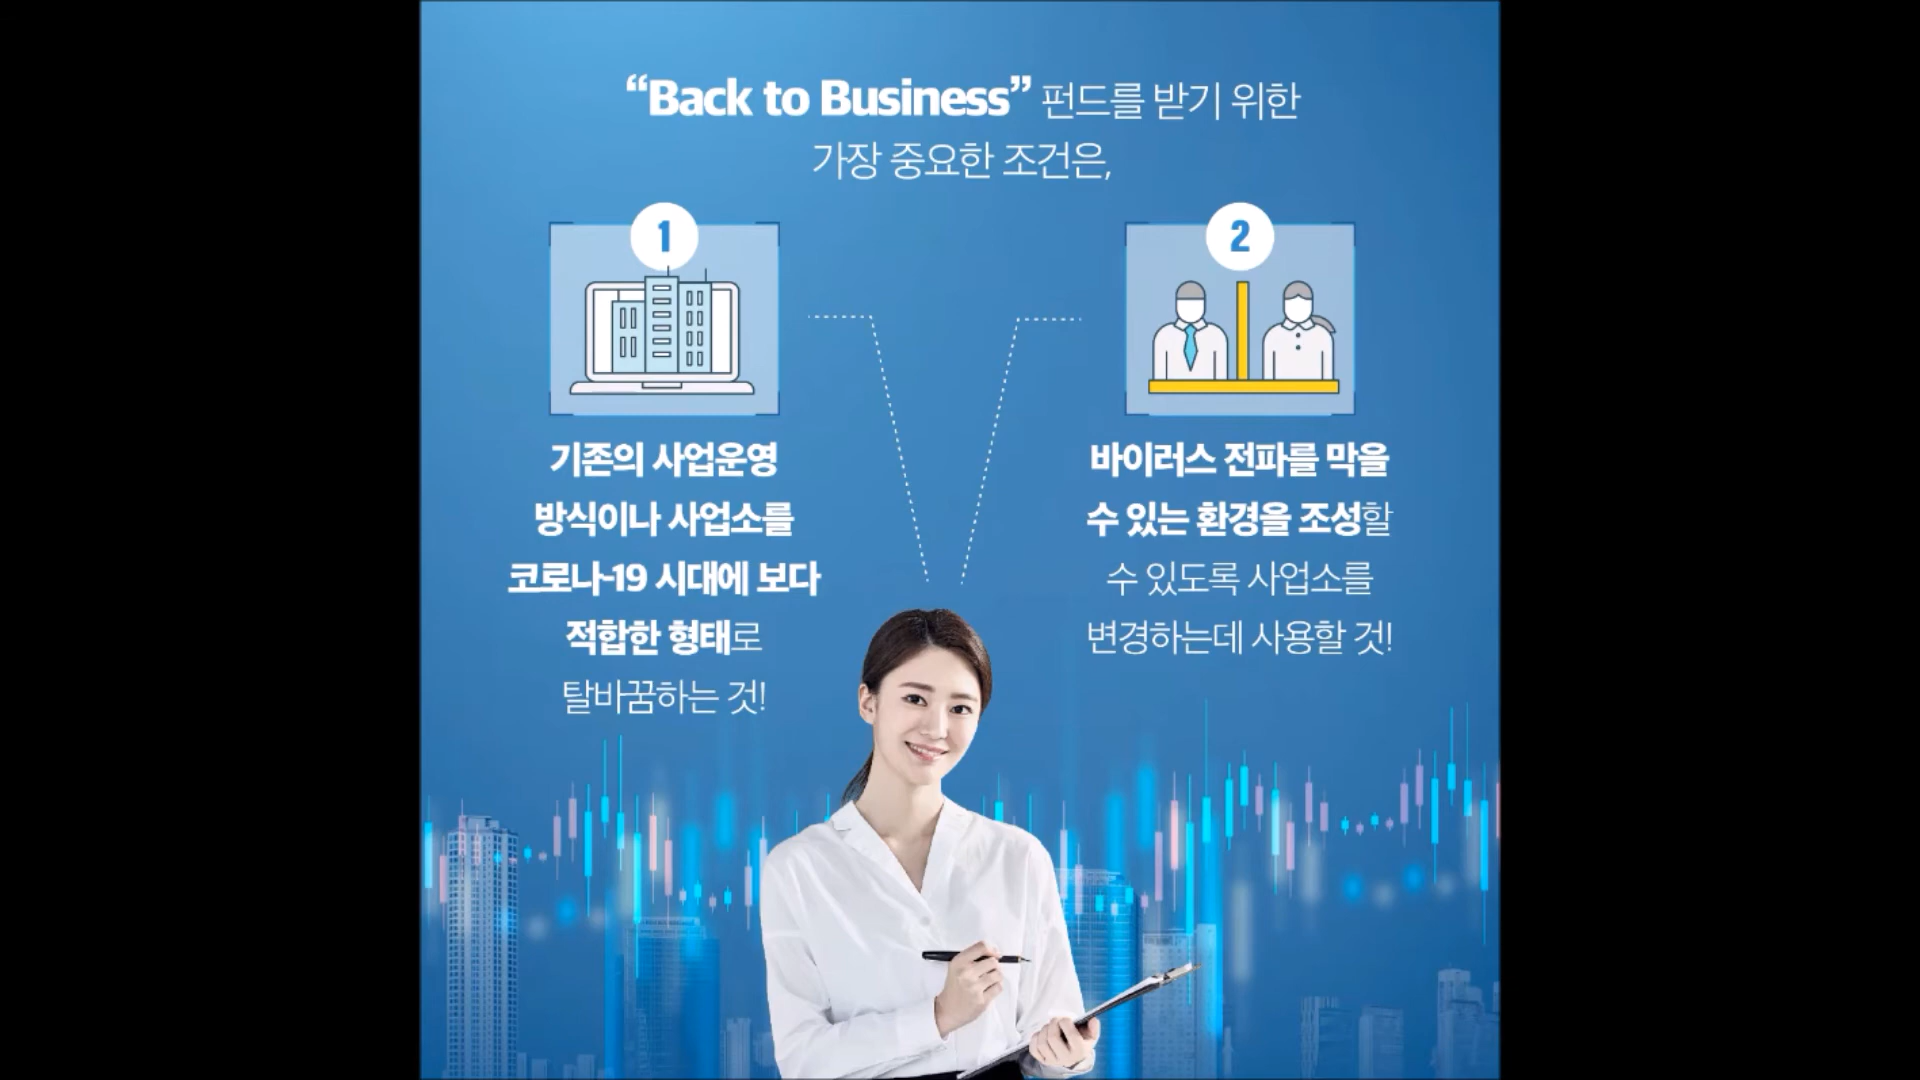 “Back to Business” 펀드를 받기 위한
가장 중요한 조건은,
1
기존의 사업운영
방식이나 사업소를
코로나-19 시대에 보다
적합한 형태로
탈바꿈하는 것!
2
바이러스 전파를 막을
수 있는 환경을 조성할
수 있도록 사업소를
변경하는데 사용할 것!